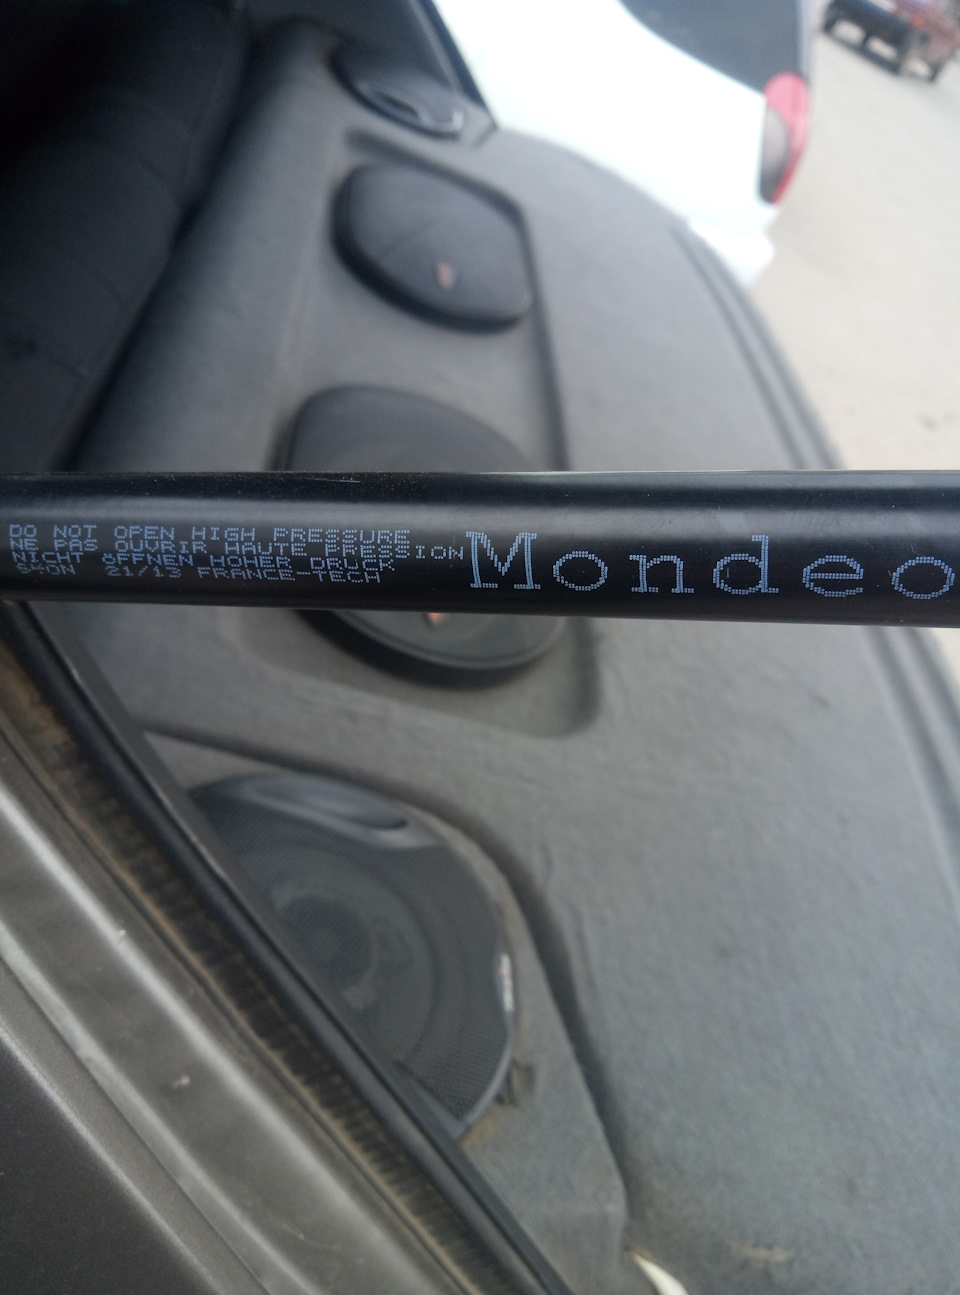 DO NOT OPEN HIGH PRESSURE
NE PAS OUVRIR HAUTE PRESSION
NICHT ÖFFNEN HOHER DRUCK
21/13 FRANCE-TECH
Mondeo